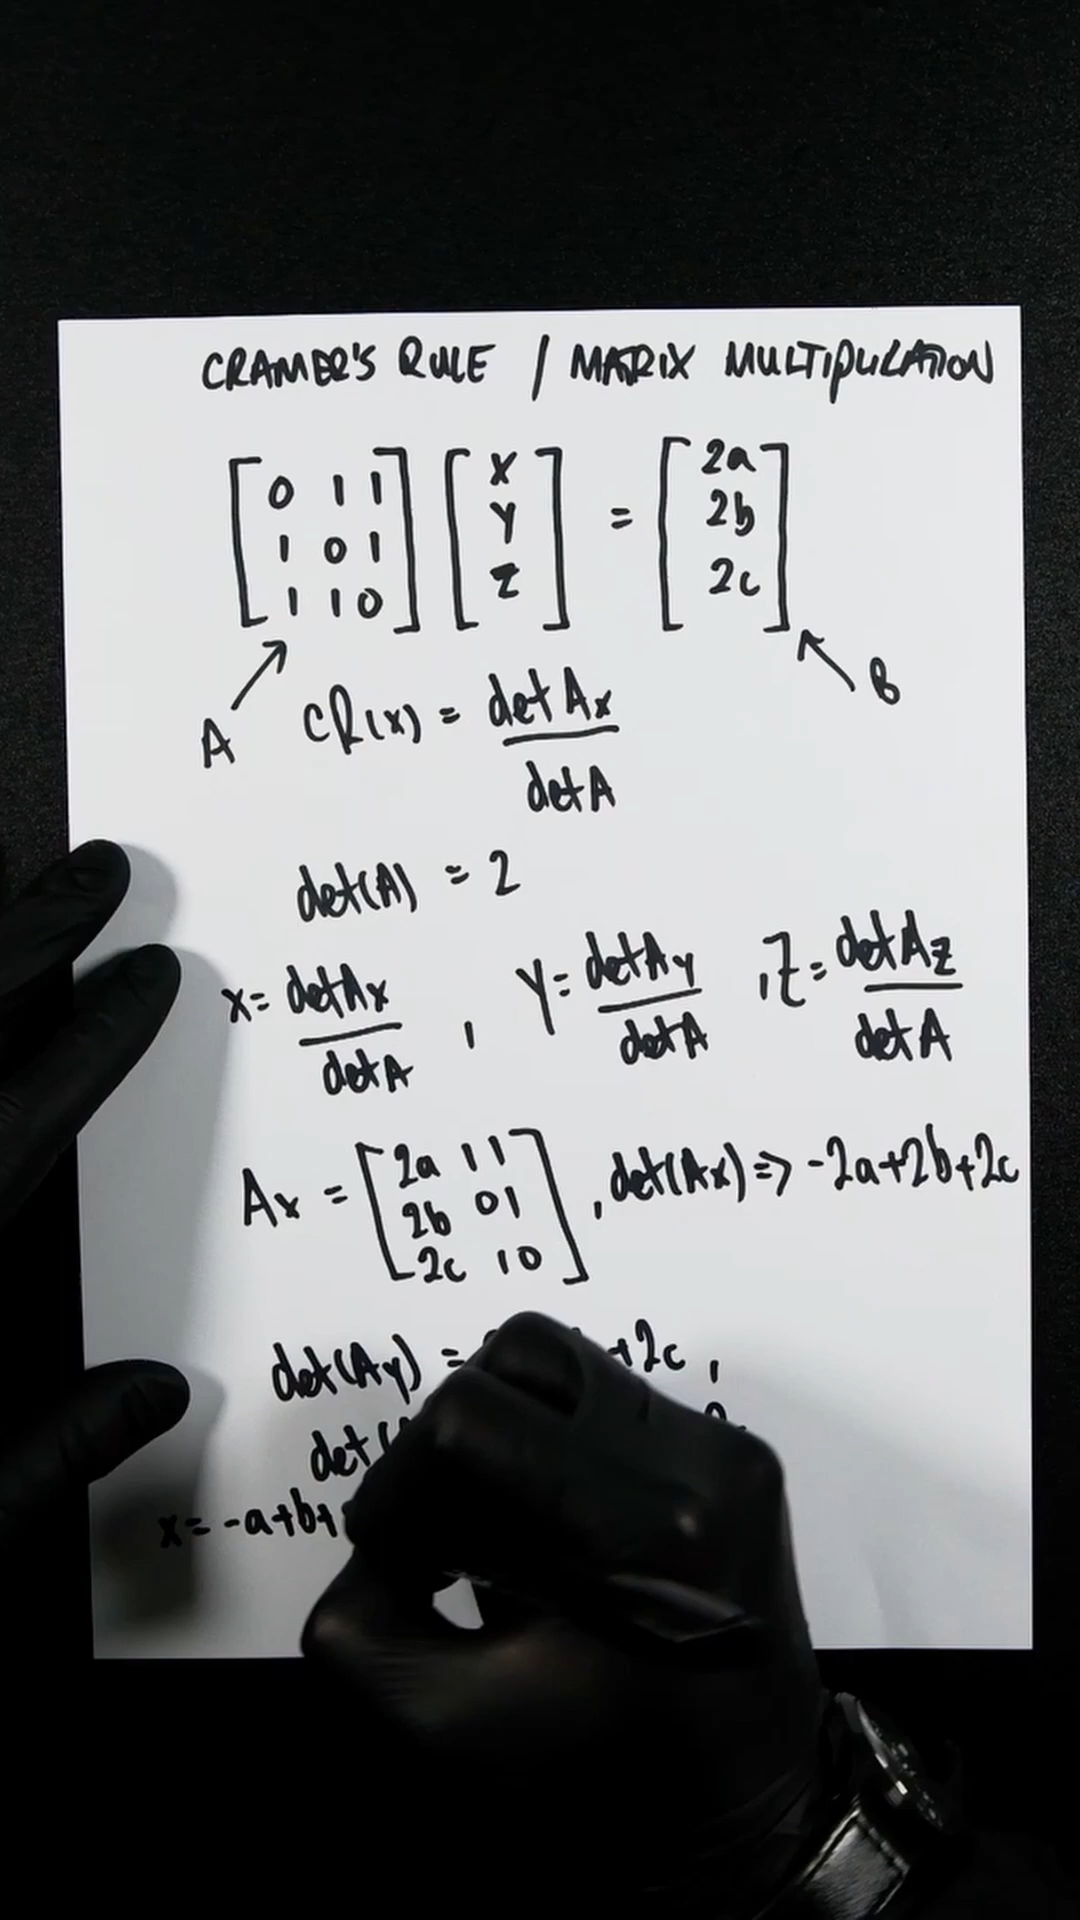 CRAMER'S RULE / MATRIX MULTIPULATION
[0 1 1
1 0 1
1 1 0] [x
y
z] = [2a
2b
2c]
A
B
CR(x) = det Ax / det A
det(A) = 2
x = det Ax / det A , y = det Ay / det A , z = det Az / det A
Ax = [2a 1 1
2b 0 1
2c 1 0] , det(Ax) => -2a+2b+2c
det(Ay) = +2c ,
det(
x = -a+b+